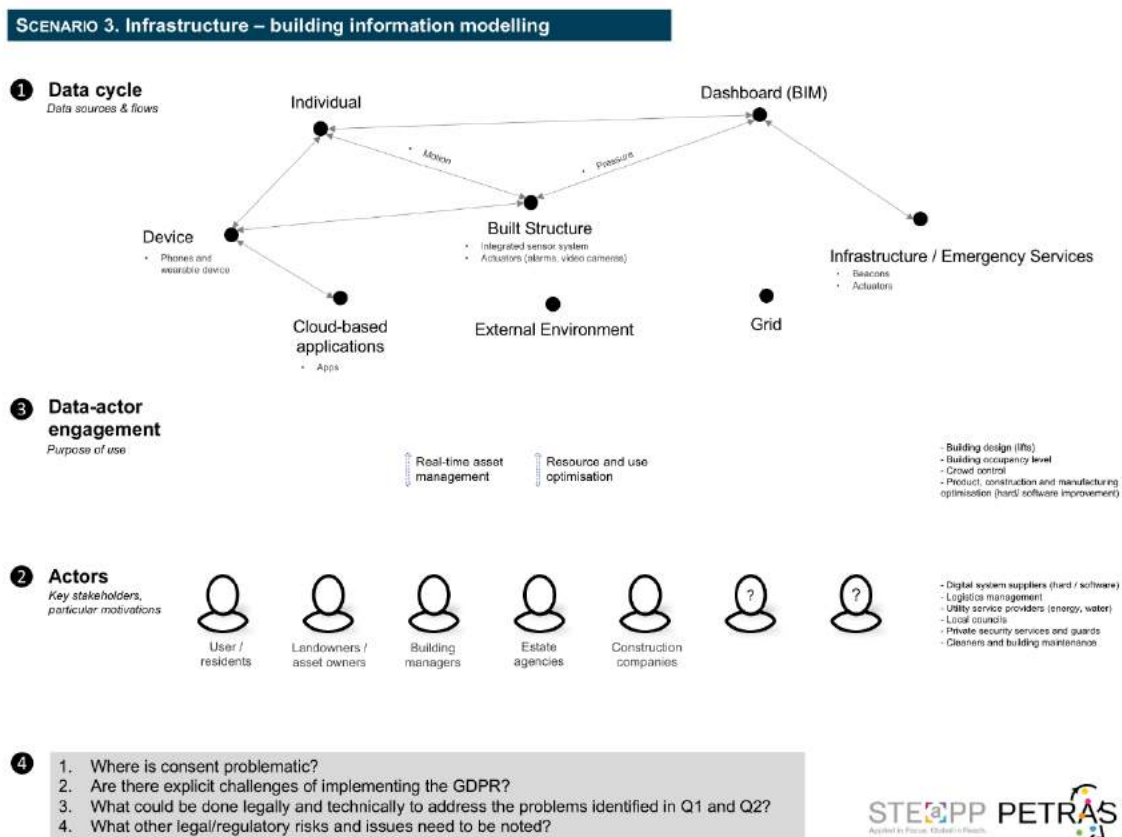 SCENARIO 3. Infrastructure – building information modelling
1 Data cycle
Data sources & flows
Individual
Dashboard (BIM)
• Motion
• Pressure
Device
• Phones and
wearable device
Built Structure
• Integrated sensor system
• Actuators (alarms, video cameras)
Infrastructure / Emergency Services
• Beacons
• Actuators
Cloud-based
applications
• Apps
External Environment
Grid
3 Data-actor
engagement
Purpose of use
Real-time asset
management
Resource and use
optimisation
- Building design (lifts)
- Building occupancy level
- Crowd control
- Product, construction and manufacturing
optimisation (hard/ software improvement)
2 Actors
Key stakeholders,
particular motivations
? ?
User /
residents
Landowners /
asset owners
Building
managers
Estate
agencies
Construction
companies
- Digital system suppliers (hard / software)
- Logistics management
- Utility service providers (energy, water)
- Local councils
- Private security services and guards
- Cleaners and building maintenance
4
1. Where is consent problematic?
2. Are there explicit challenges of implementing the GDPR?
3. What could be done legally and technically to address the problems identified in Q1 and Q2?
4. What other legal/regulatory risks and issues need to be noted?
STEaPP PETRAS
Applied in Focus. Global in Reach.